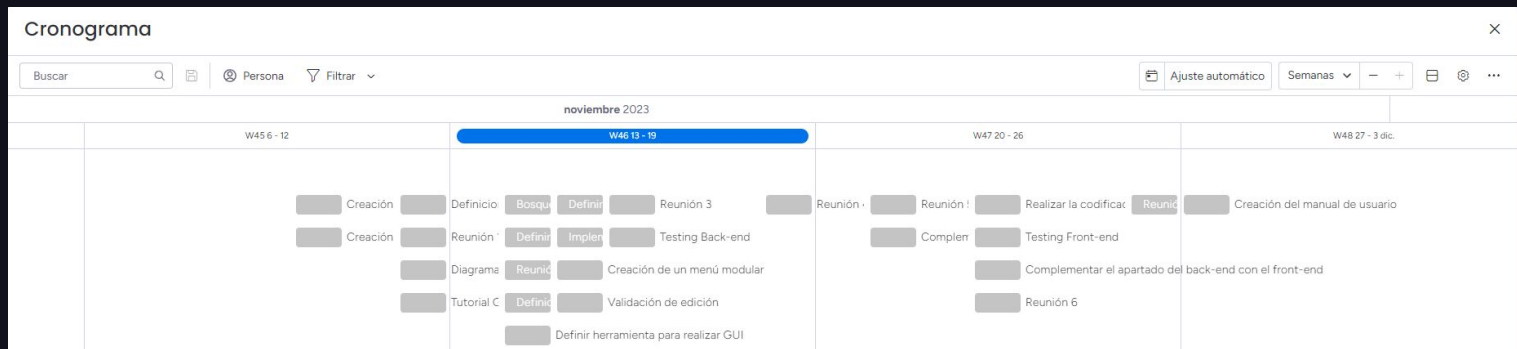 Cronograma
Buscar Persona Filtrar Ajuste automático Semanas
noviembre 2023
W45 6 - 12 W46 13 - 19 W47 20 - 26 W48 27 - 3 dic.
Creación Definicio Bosqu Definir Reunión 3 Reunión Reunión Realizar la codificac Reunió Creación del manual de usuario
Creación Reunión Definir Implem Testing Back-end Complem Testing Front-end
Diagrama Reunió Creación de un menú modular Complementar el apartado del back-end con el front-end
Tutorial C Definic Validación de edición Reunión 6
Definir herramienta para realizar GUI